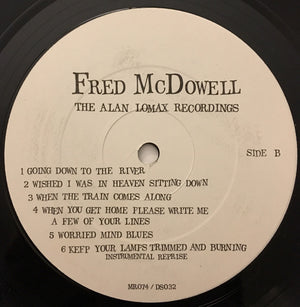 FRED MCDOWELL
THE ALAN LOMAX RECORDINGS
SIDE B
1 GOING DOWN TO THE RIVER
2 WISHED I WAS IN HEAVEN SITTING DOWN
3 WHEN THE TRAIN COMES ALONG
4 WHEN YOU GET HOME PLEASE WRITE ME
A FEW OF YOUR LINES
5 WORRIED MIND BLUES
6 KEEP YOUR LAMPS TRIMMED AND BURNING
INSTRUMENTAL REPRISE
MR074 / DS032